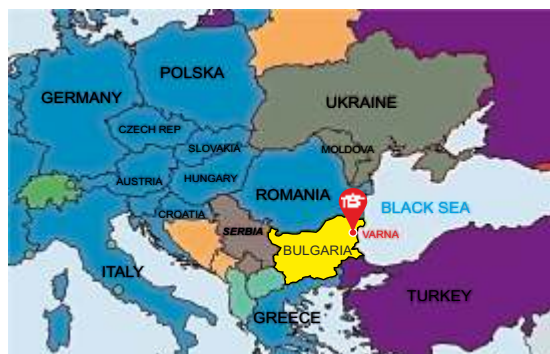 POLSKA
GERMANY
UKRAINE
CZECH REP
SLOVAKIA
MOLDOVA
AUSTRIA
HUNGARY
ROMANIA
CROATIA
BLACK SEA
SERBIA
VARNA
BULGARIA
ITALY
TURKEY
GREECE